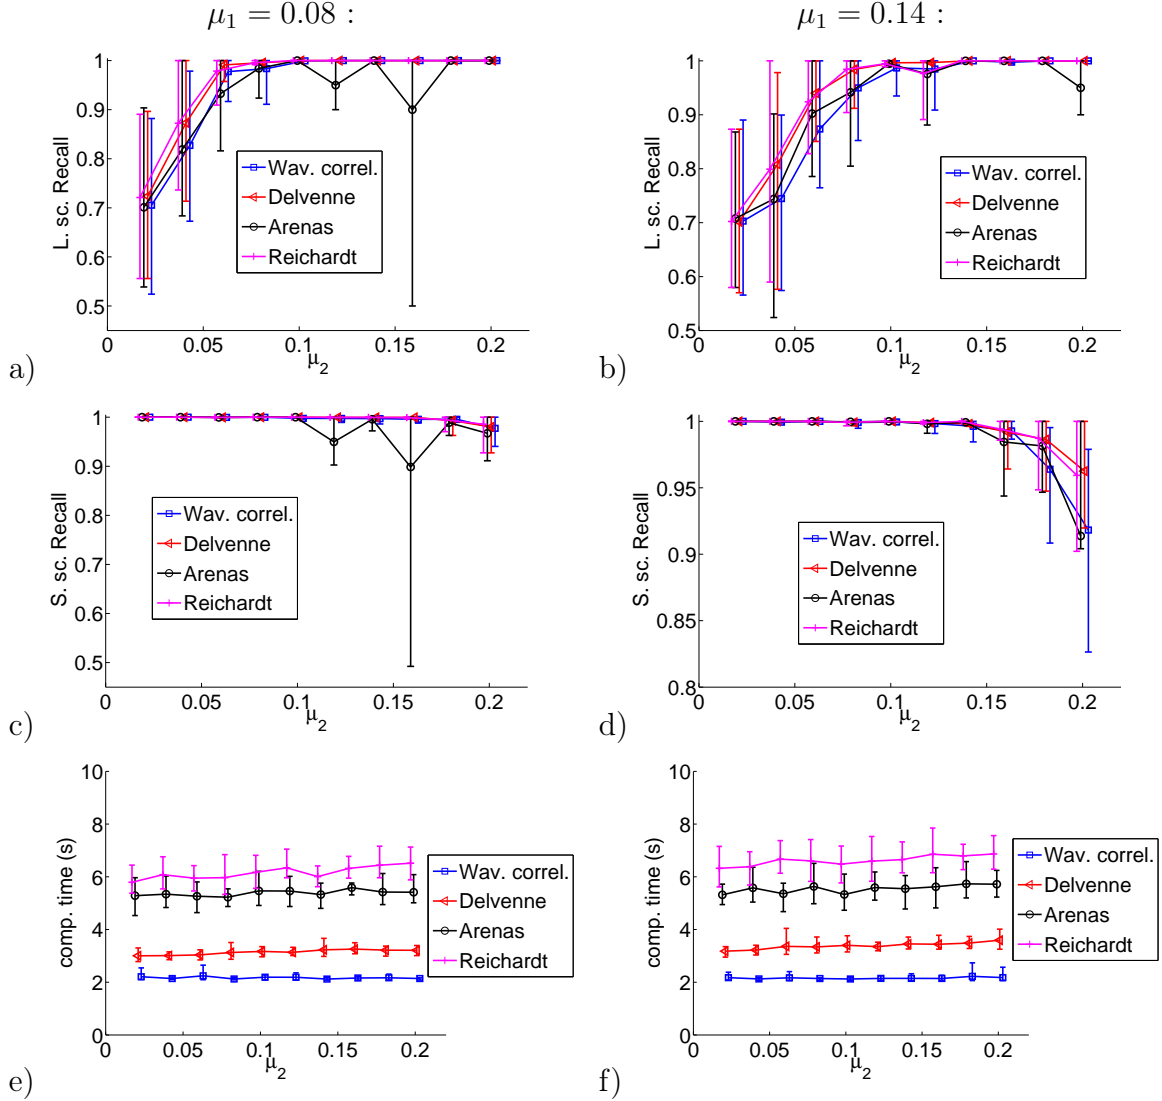 μ₁ = 0.08 :
μ₁ = 0.14 :
L. sc. Recall
1
0.9
0.8
0.7
0.6
0.5
0
0.05
0.1
0.15
0.2
μ₂
Wav. correl.
Delvenne
Arenas
Reichardt
a)
L. sc. Recall
1
0.9
0.8
0.7
0.6
0.5
0
0.05
0.1
0.15
0.2
μ₂
Wav. correl.
Delvenne
Arenas
Reichardt
b)
S. sc. Recall
1
0.9
0.8
0.7
0.6
0.5
0
0.05
0.1
0.15
0.2
μ₂
Wav. correl.
Delvenne
Arenas
Reichardt
c)
S. sc. Recall
1
0.95
0.9
0.85
0.8
0
0.05
0.1
0.15
0.2
μ₂
Wav. correl.
Delvenne
Arenas
Reichardt
d)
comp. time (s)
10
8
6
4
2
0
0
0.05
0.1
0.15
0.2
μ₂
Wav. correl.
Delvenne
Arenas
Reichardt
e)
comp. time (s)
10
8
6
4
2
0
0
0.05
0.1
0.15
0.2
μ₂
Wav. correl.
Delvenne
Arenas
Reichardt
f)